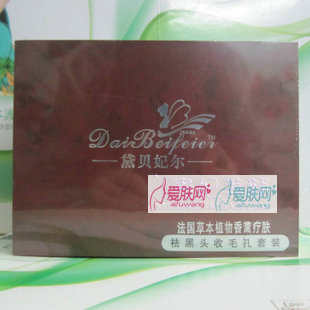 DaiBeifeier™
黛贝妃尔
爱肤网 爱肤网
aifuwang aifuwang
法国草本植物香薰疗肤
祛黑头收毛孔套装